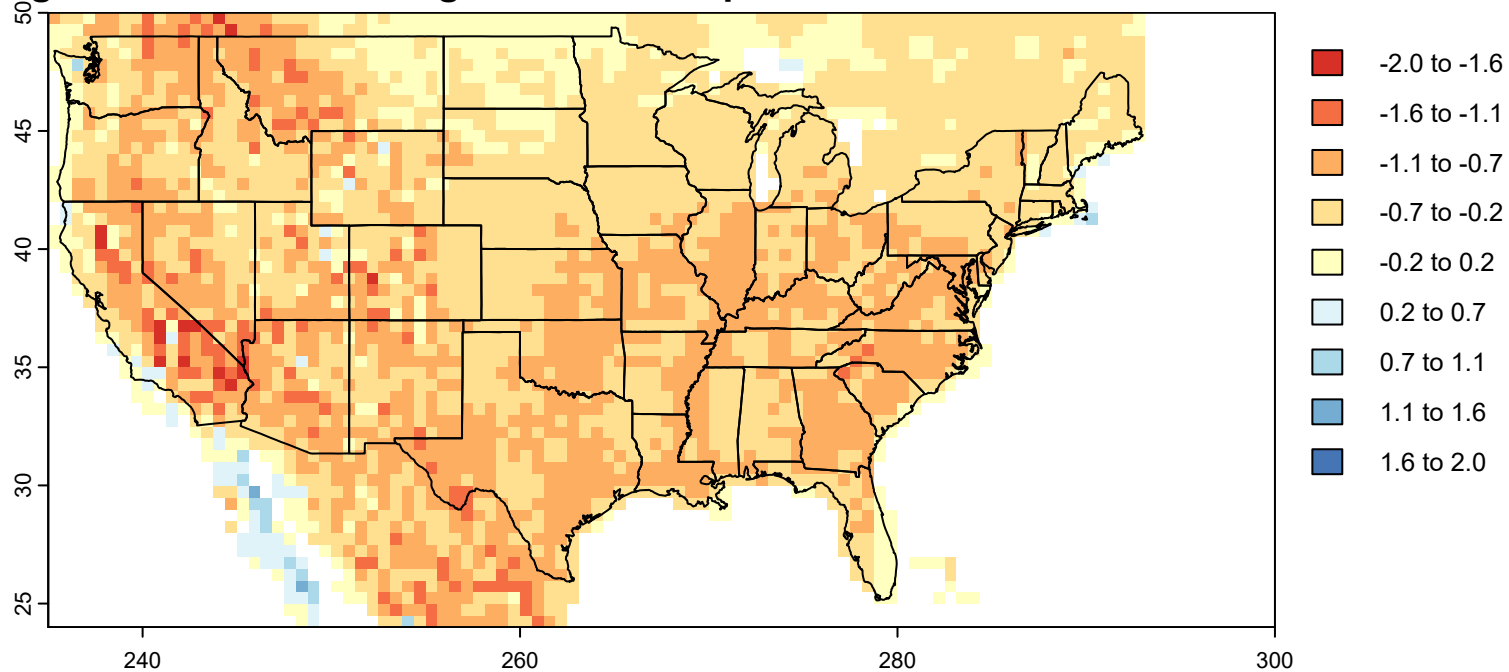 50
45
40
35
30
25
240
260
280
300
-2.0 to -1.6
-1.6 to -1.1
-1.1 to -0.7
-0.7 to -0.2
-0.2 to 0.2
0.2 to 0.7
0.7 to 1.1
1.1 to 1.6
1.6 to 2.0